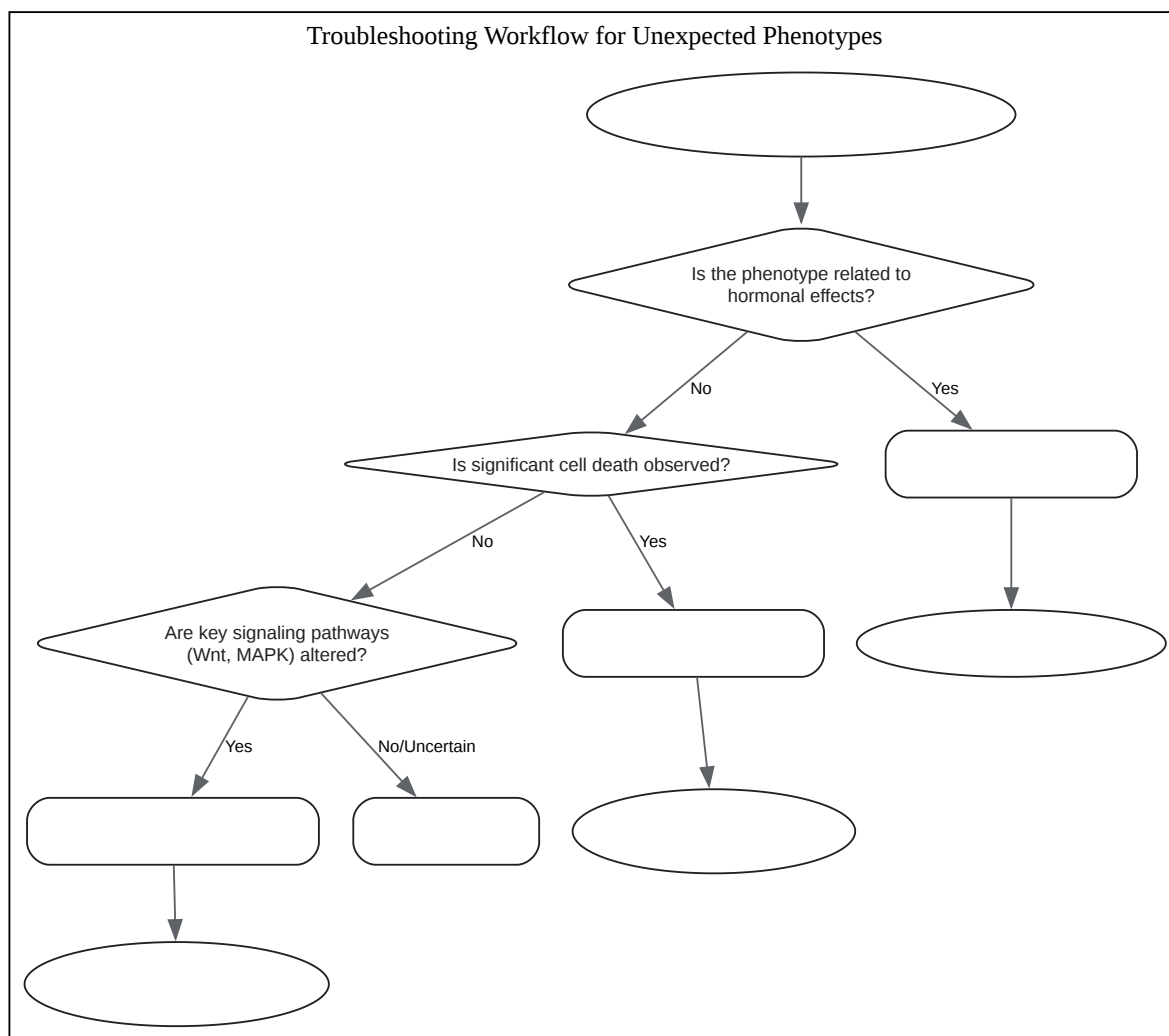 Troubleshooting Workflow for Unexpected Phenotypes
Is the phenotype related to
hormonal effects?
No
Yes
Is significant cell death observed?
No
Yes
Are key signaling pathways
(Wnt, MAPK) altered?
Yes
No/Uncertain